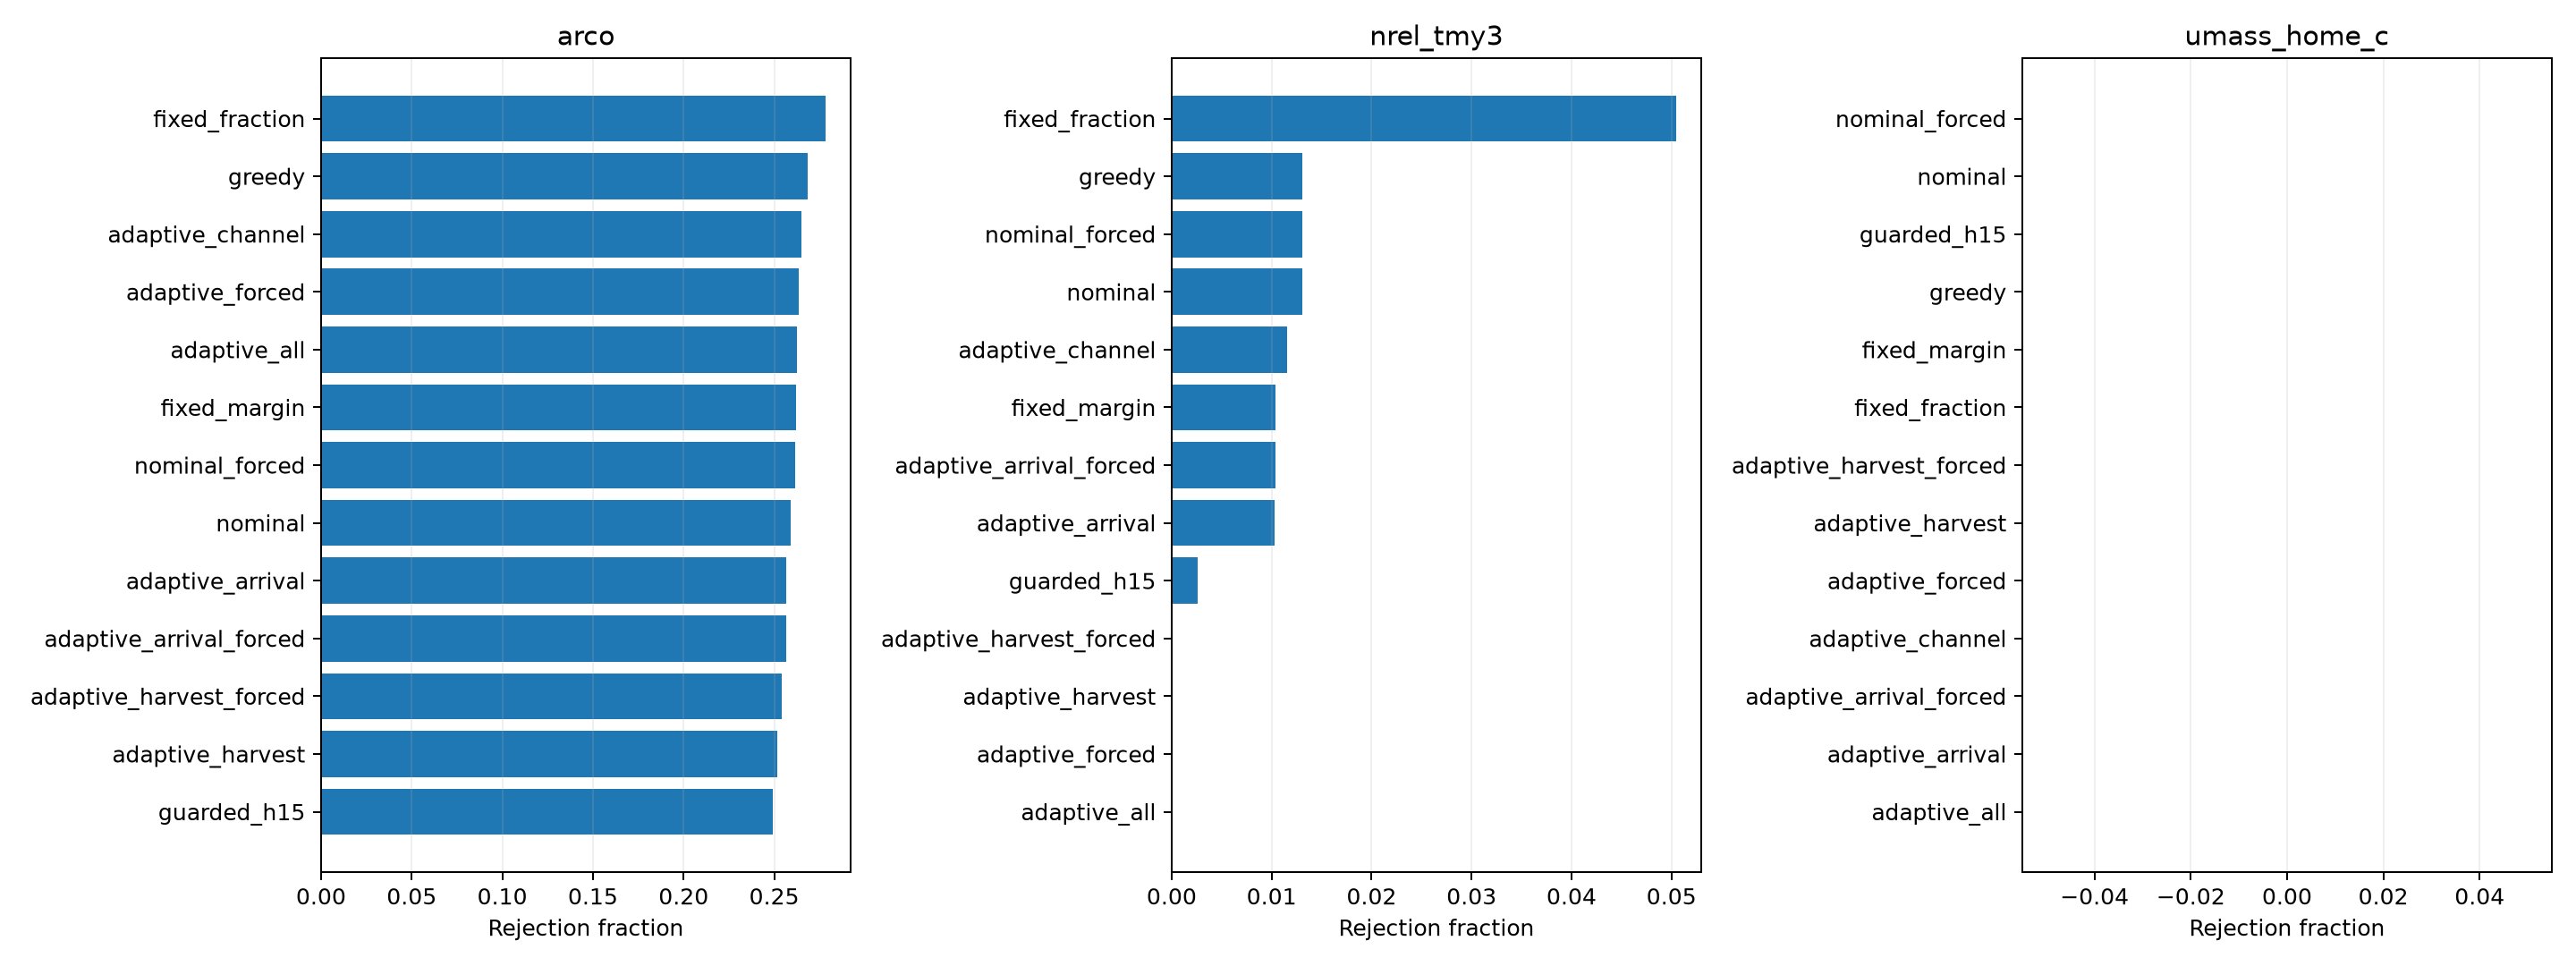 arco
fixed_fraction
greedy
adaptive_channel
adaptive_forced
adaptive_all
fixed_margin
nominal_forced
nominal
adaptive_arrival
adaptive_arrival_forced
adaptive_harvest_forced
adaptive_harvest
guarded_h15
0.00 0.05 0.10 0.15 0.20 0.25
Rejection fraction
nrel_tmy3
fixed_fraction
greedy
nominal_forced
nominal
adaptive_channel
fixed_margin
adaptive_arrival_forced
adaptive_arrival
guarded_h15
adaptive_harvest_forced
adaptive_harvest
adaptive_forced
adaptive_all
0.00 0.01 0.02 0.03 0.04 0.05
Rejection fraction
umass_home_c
nominal_forced
nominal
guarded_h15
greedy
fixed_margin
fixed_fraction
adaptive_harvest_forced
adaptive_harvest
adaptive_forced
adaptive_channel
adaptive_arrival_forced
adaptive_arrival
adaptive_all
−0.04 −0.02 0.00 0.02 0.04
Rejection fraction